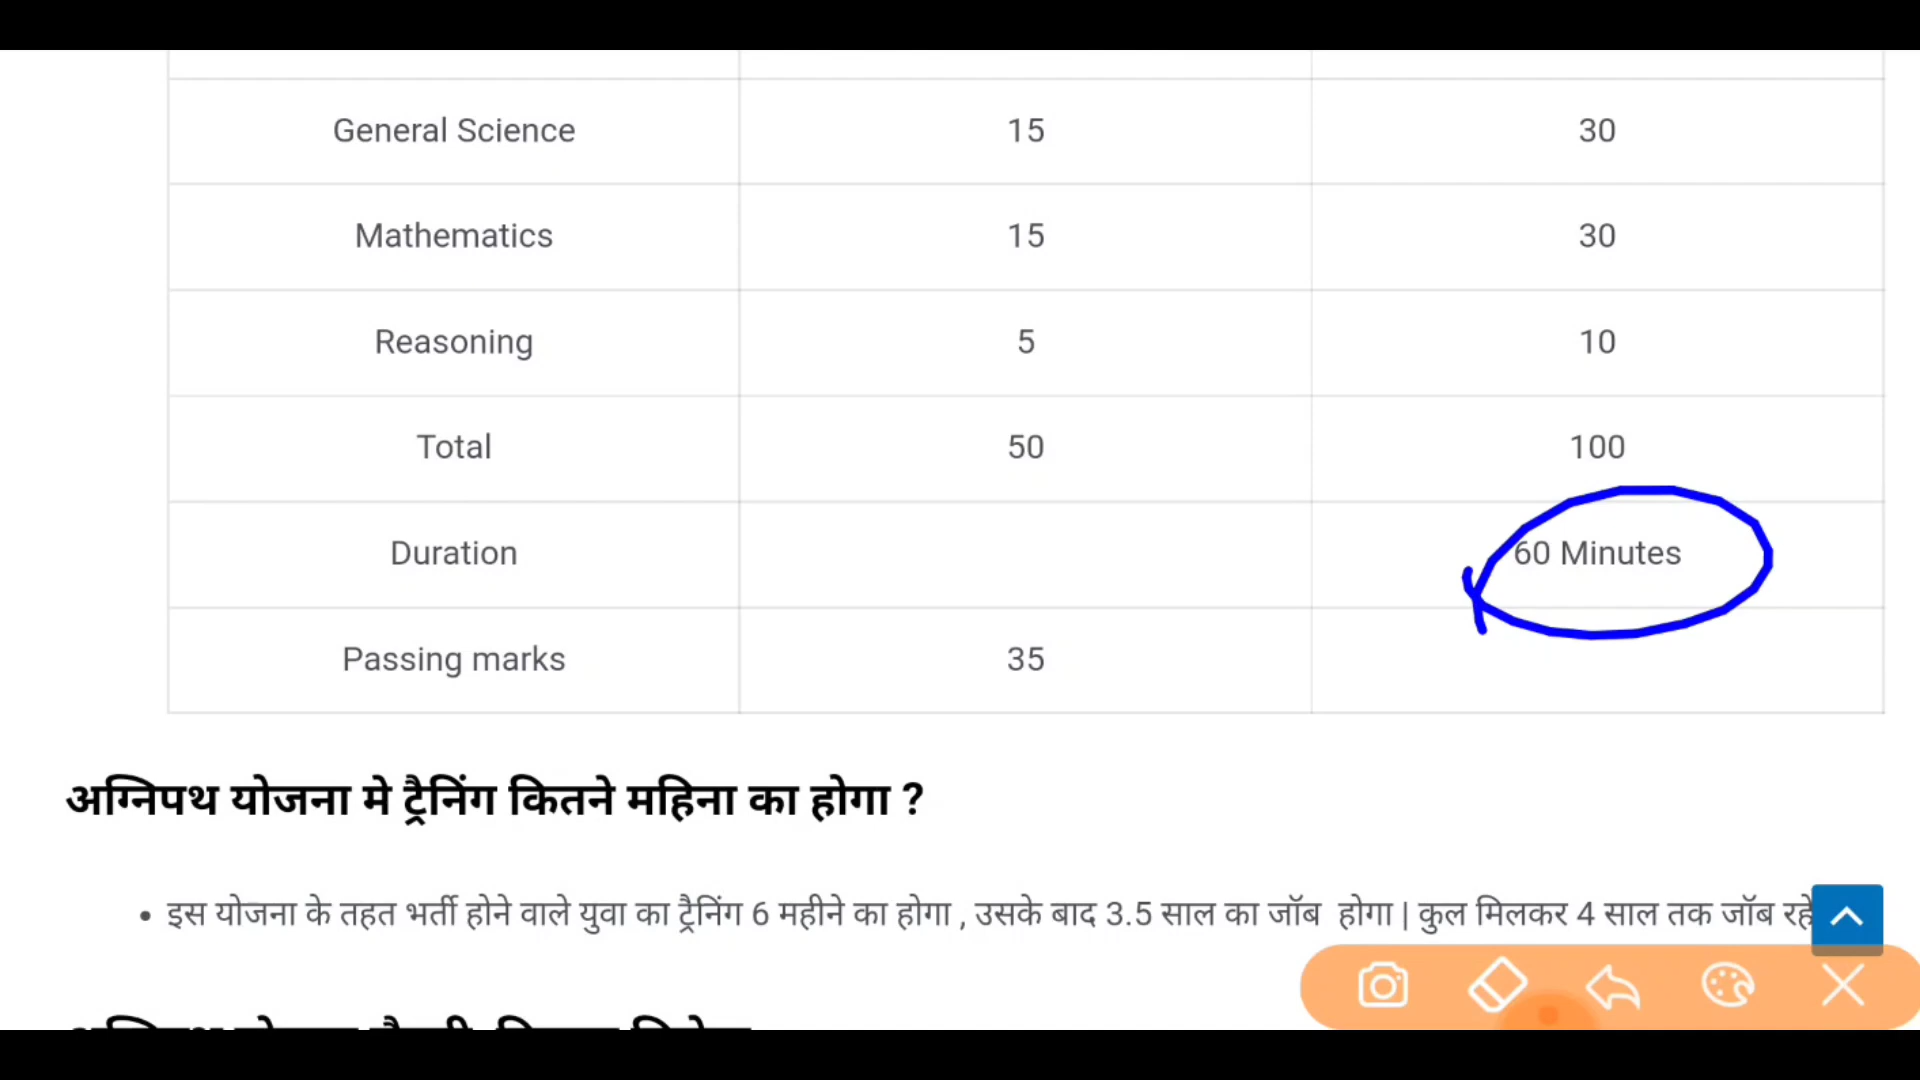 General Science 15 30
Mathematics 15 30
Reasoning 5 10
Total 50 100
Duration 60 Minutes
Passing marks 35
अग्निपथ योजना मे ट्रैनिंग कितने महिना का होगा ?
• इस योजना के तहत भर्ती होने वाले युवा का ट्रैनिंग 6 महीने का होगा , उसके बाद 3.5 साल का जॉब होगा | कुल मिलकर 4 साल तक जॉब रहे